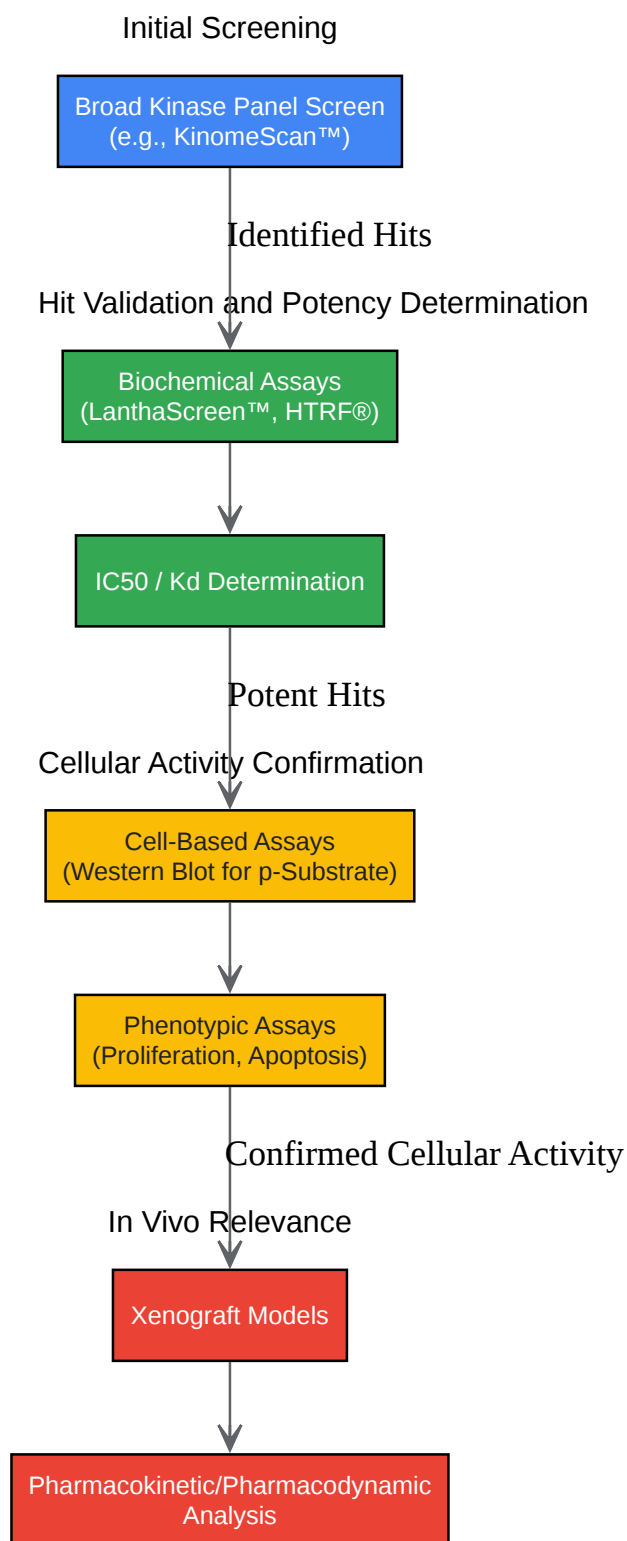 Initial Screening
Broad Kinase Panel Screen
(e.g., KinomeScan™)
Identified Hits
Hit Validation and Potency Determination
Biochemical Assays
(LanthaScreen™, HTRF®)
IC50 / Kd Determination
Potent Hits
Cellular Activity Confirmation
Cell-Based Assays
(Western Blot for p-Substrate)
Phenotypic Assays
(Proliferation, Apoptosis)
Confirmed Cellular Activity
In Vivo Relevance
Xenograft Models
Pharmacokinetic/Pharmacodynamic
Analysis